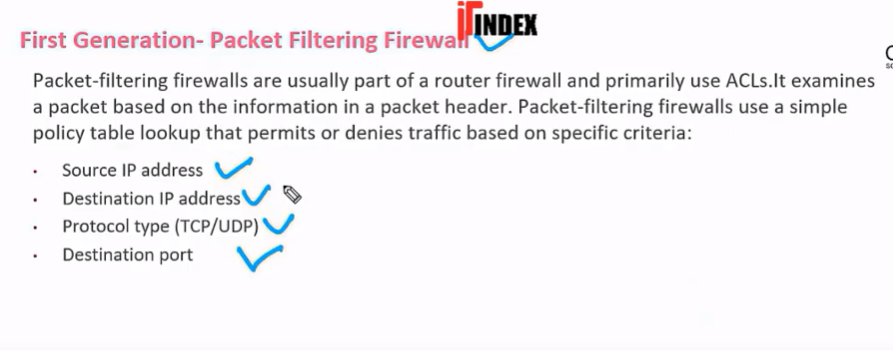 iTINDEX
First Generation- Packet Filtering Firewall
Packet-filtering firewalls are usually part of a router firewall and primarily use ACLs.It examines
a packet based on the information in a packet header. Packet-filtering firewalls use a simple
policy table lookup that permits or denies traffic based on specific criteria:
• Source IP address
• Destination IP address
• Protocol type (TCP/UDP)
• Destination port